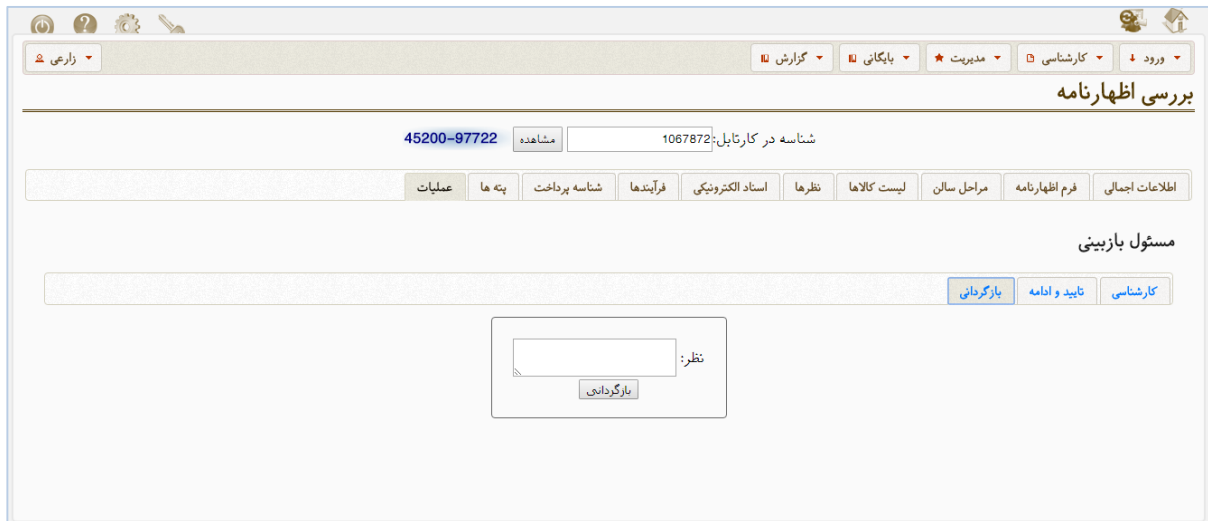 ورود کارشناسی مدیریت بایگانی گزارش زارعی
بررسی اظهارنامه
شناسه در کارتابل: 1067872 مشاهده 45200-97722
اطلاعات اجمالی فرم اظهارنامه مراحل سالن لیست کالاها نظرها اسناد الکترونیکی فرآیندها شناسه پرداخت پته ها عملیات
مسئول بازبینی
کارشناسی تایید و ادامه بازگردانی
نظر:
بازگردانی